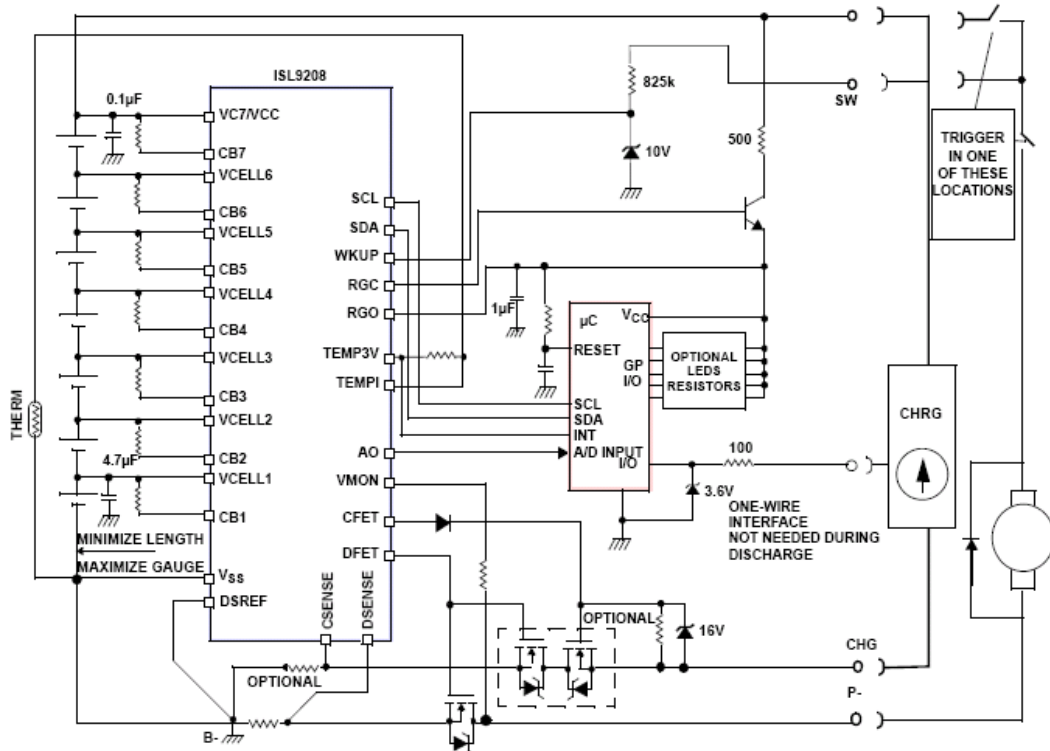 ISL9208
0.1µF
VC7/VCC
CB7
VCELL6
CB6
VCELL5
CB5
VCELL4
CB4
VCELL3
CB3
VCELL2
CB2
4.7µF
VCELL1
CB1
THERM
MINIMIZE LENGTH
MAXIMIZE GAUGE
VSS
DSREF
CSENSE
DSENSE
SCL
SDA
WKUP
RGC
RGO
TEMP3V
TEMPI
AO
VMON
CFET
DFET
825k
10V
500
SW
TRIGGER
IN ONE
OF THESE
LOCATIONS
1µF
µC
VCC
RESET
GP
I/O
OPTIONAL
LEDS
RESISTORS
SCL
SDA
INT
A/D INPUT
I/O
100
3.6V
ONE-WIRE
INTERFACE
NOT NEEDED DURING
DISCHARGE
CHRG
OPTIONAL
16V
CHG
P-
OPTIONAL
B-